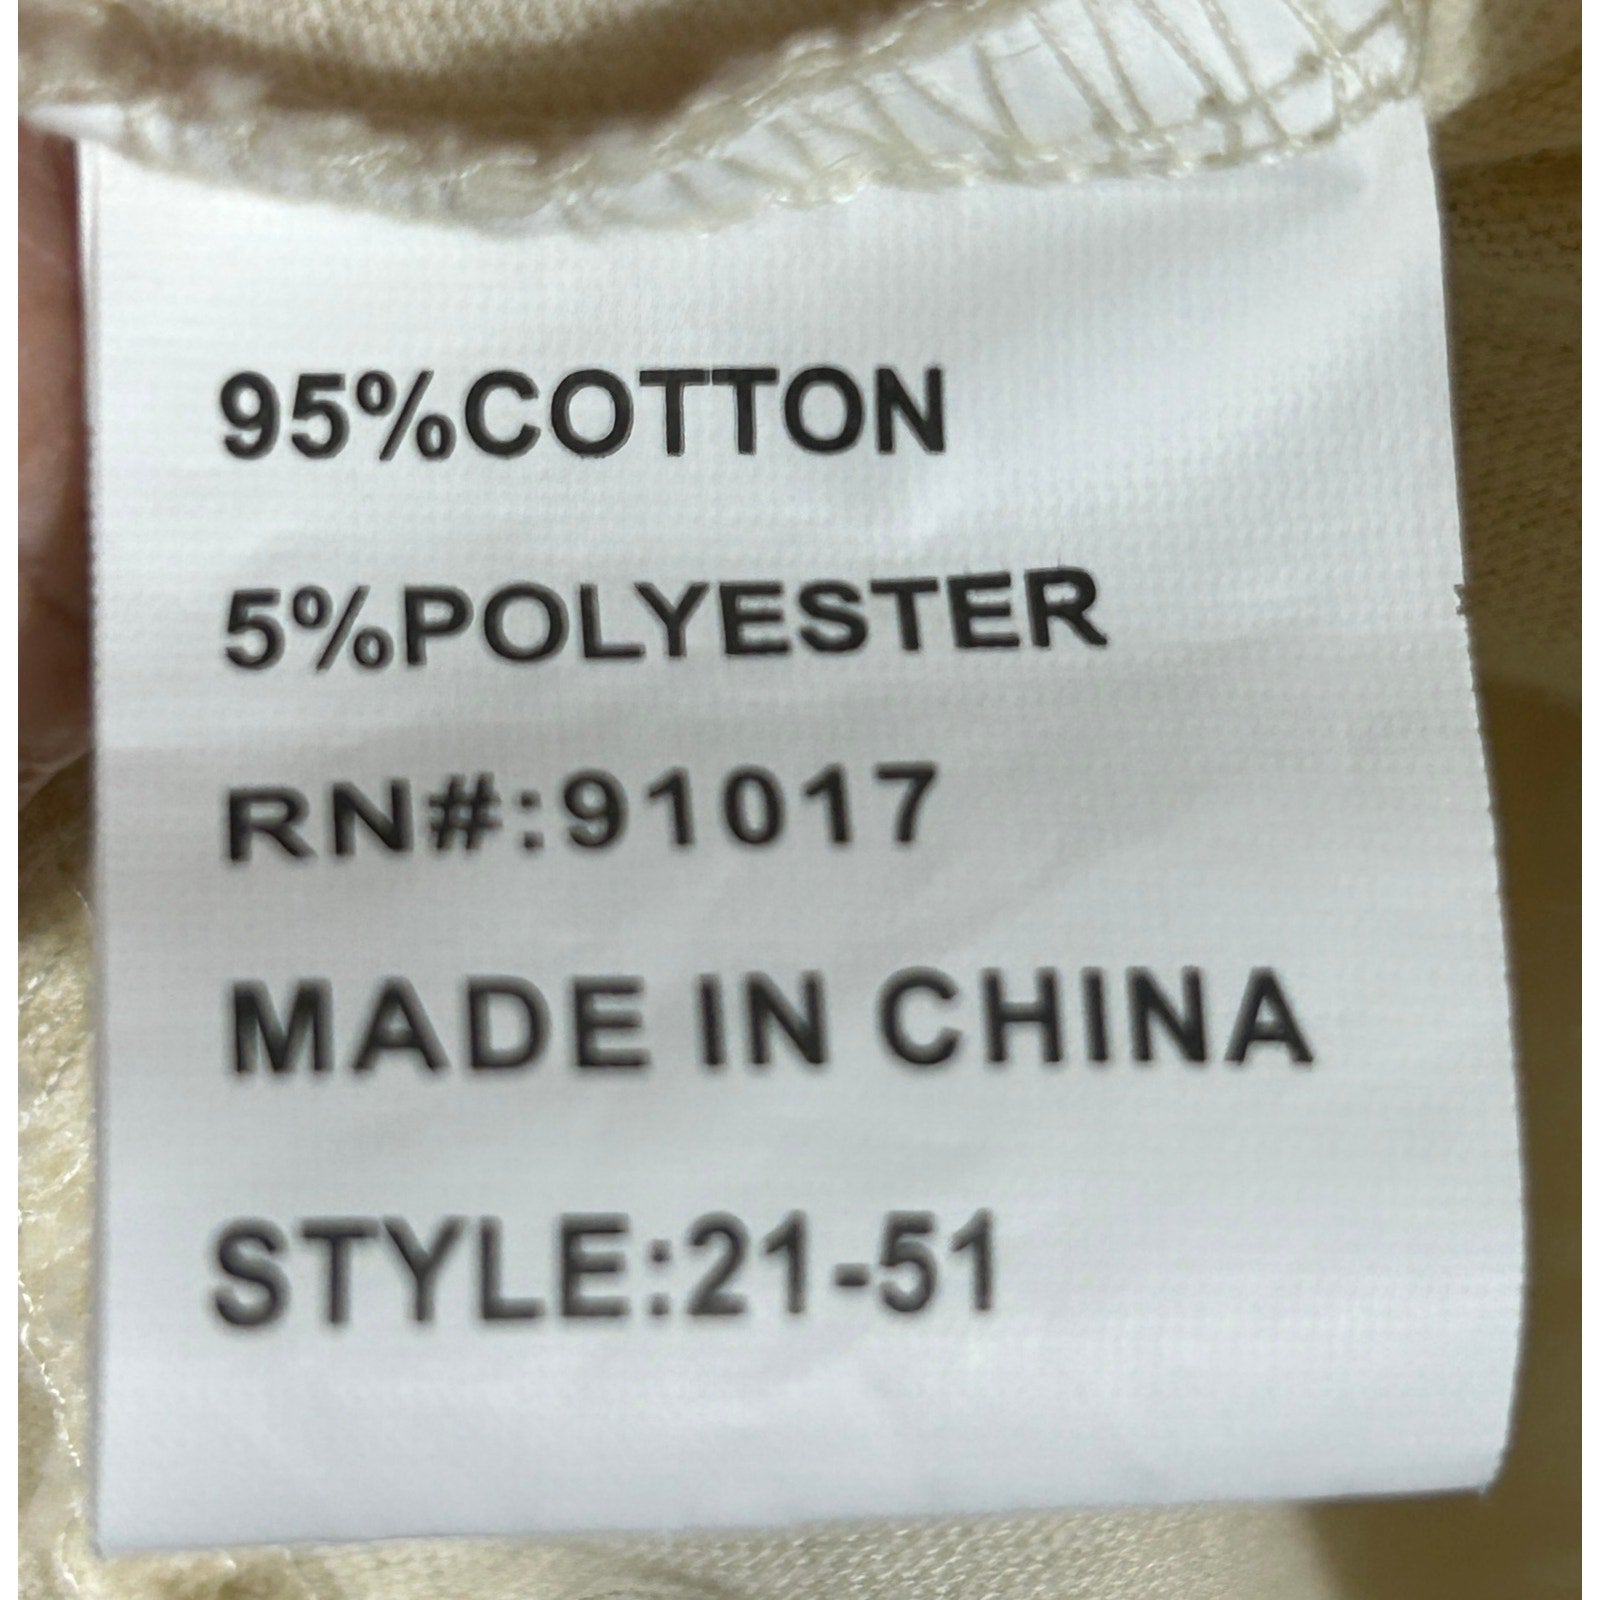 95%COTTON
5%POLYESTER
RN#:91017
MADE IN CHINA
STYLE:21-51